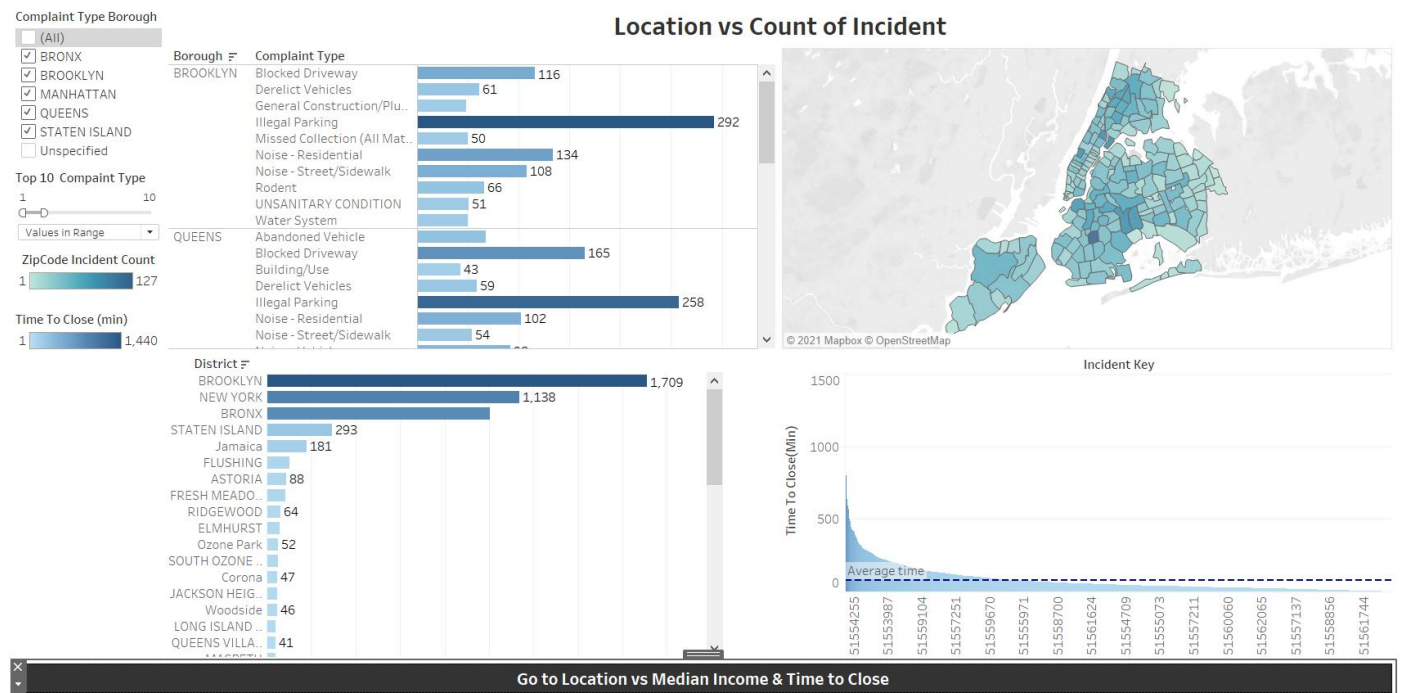 Complaint Type Borough
(All)
BRONX
BROOKLYN
MANHATTAN
QUEENS
STATEN ISLAND
Unspecified
Top 10 Compaint Type
1 10
Values in Range
ZipCode Incident Count
1 127
Time To Close (min)
1 1,440
Location vs Count of Incident
Borough Complaint Type
BROOKLYN Blocked Driveway 116
Derelict Vehicles 61
General Construction/Plu..
Illegal Parking 292
Missed Collection (All Mat.. 50
Noise - Residential 134
Noise - Street/Sidewalk 108
Rodent 66
UNSANITARY CONDITION 51
Water System
QUEENS Abandoned Vehicle
Blocked Driveway 165
Building/Use 43
Derelict Vehicles 59
Illegal Parking 258
Noise - Residential 102
Noise - Street/Sidewalk 54
© 2021 Mapbox © OpenStreetMap
District
BROOKLYN 1,709
NEW YORK 1,138
BRONX
STATEN ISLAND 293
Jamaica 181
FLUSHING
ASTORIA 88
FRESH MEADO..
RIDGEWOOD 64
ELMHURST
Ozone Park 52
SOUTH OZONE ..
Corona 47
JACKSON HEIG..
Woodside 46
LONG ISLAND ..
QUEENS VILLA.. 41
Incident Key
Time To Close(Min)
1500
1000
500
0
Average time
51554255
51553987
51559104
51557251
51559670
51555971
51558700
51561624
51554709
51555073
51557211
51560060
51562065
51557137
51558856
51561744
Go to Location vs Median Income & Time to Close